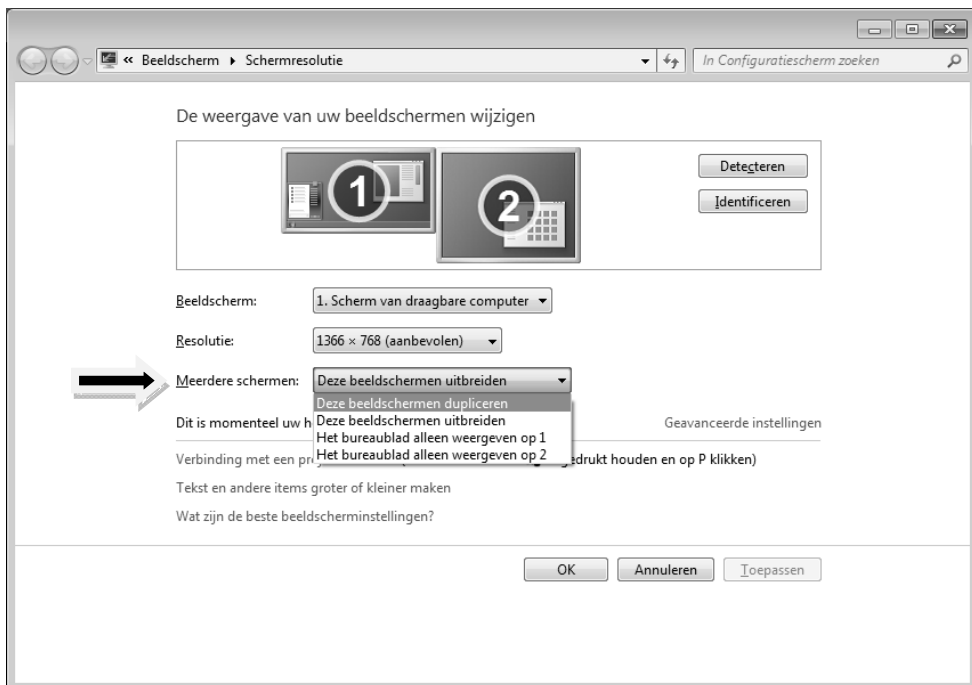 « Beeldscherm Schermresolutie In Configuratiescherm zoeken
De weergave van uw beeldschermen wijzigen
1 2
Detecteren
Identificeren
Beeldscherm: 1. Scherm van draagbare computer
Resolutie: 1366 × 768 (aanbevolen)
Meerdere schermen: Deze beeldschermen uitbreiden
Deze beeldschermen dupliceren
Deze beeldschermen uitbreiden
Het bureaublad alleen weergeven op 1
Het bureaublad alleen weergeven op 2
Dit is momenteel uw Geavanceerde instellingen
Verbinding met een houden en op P klikken)
Tekst en andere items groter of kleiner maken
Wat zijn de beste beeldscherminstellingen?
OK Annuleren Toepassen